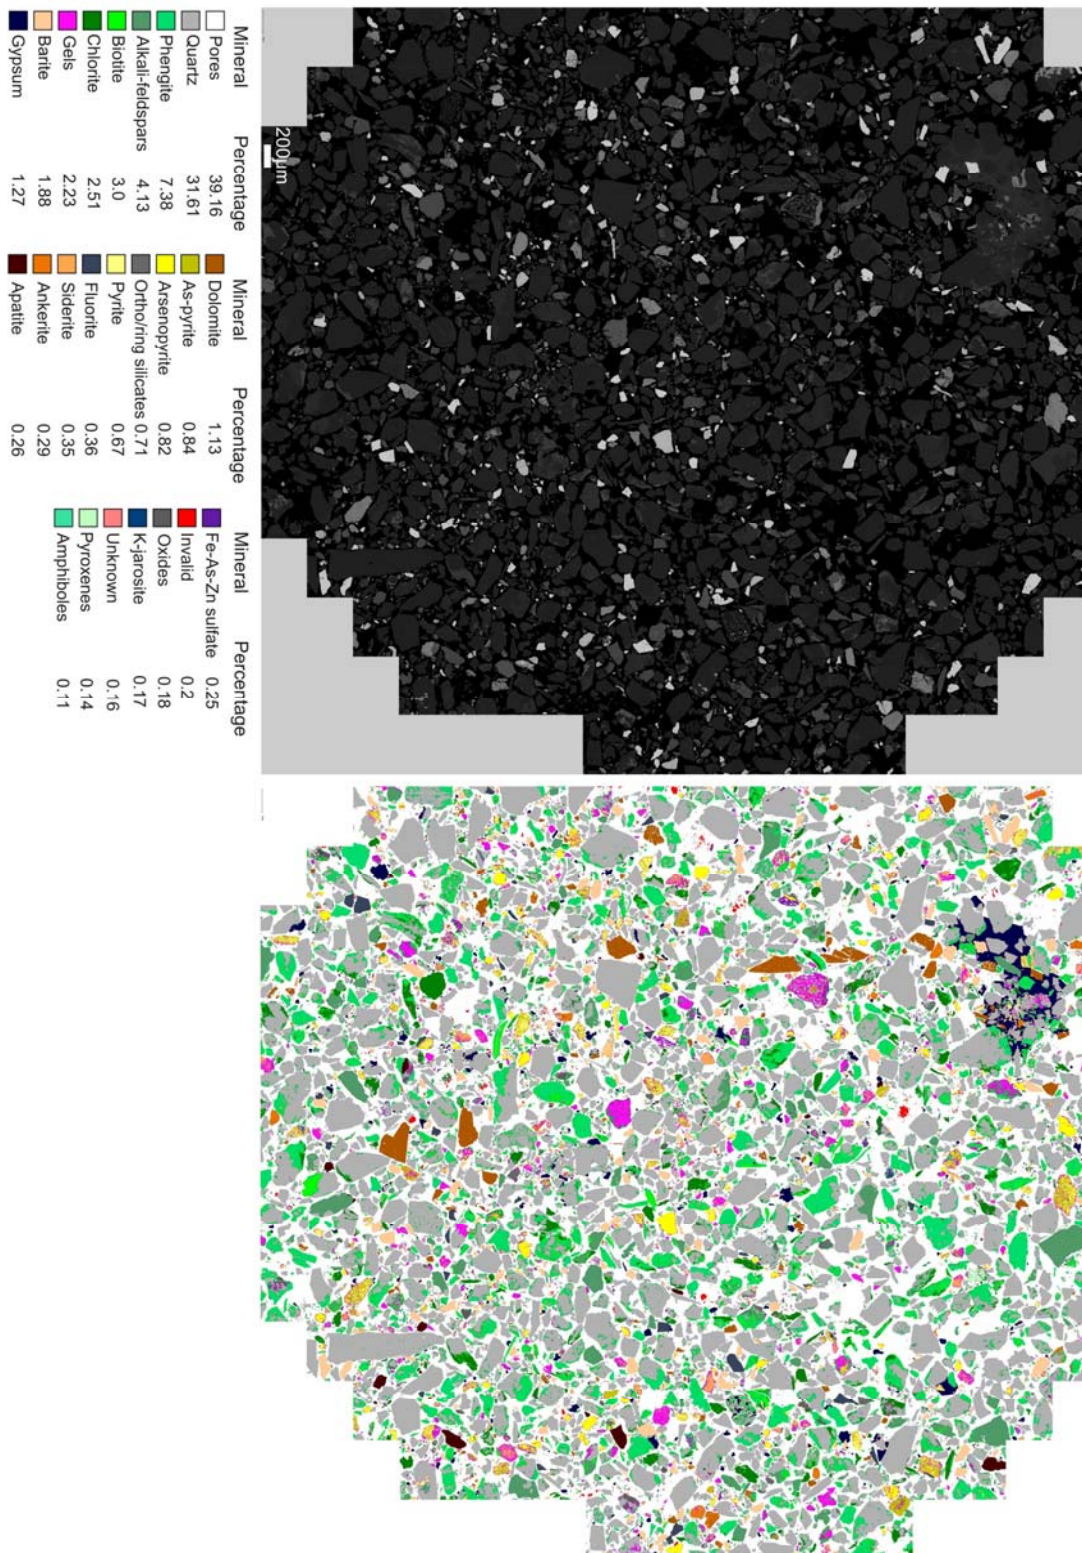 200µm
Mineral Percentage Mineral Percentage Mineral Percentage
Pores 39.16 Dolomite 1.13 Fe-As-Zn sulfate 0.25
Quartz 31.61 As-pyrite 0.84 Invalid 0.2
Phengite 7.38 Arsenopyrite 0.82 Oxides 0.18
Alkali-feldspars 4.13 Ortho/ring silicates 0.71 K-jarosite 0.17
Biotite 3.0 Pyrite 0.67 Unknown 0.16
Chlorite 2.51 Fluorite 0.36 Pyroxenes 0.14
Gels 2.23 Siderite 0.35 Amphiboles 0.11
Barite 1.88 Ankerite 0.29
Gypsum 1.27 Apatite 0.26